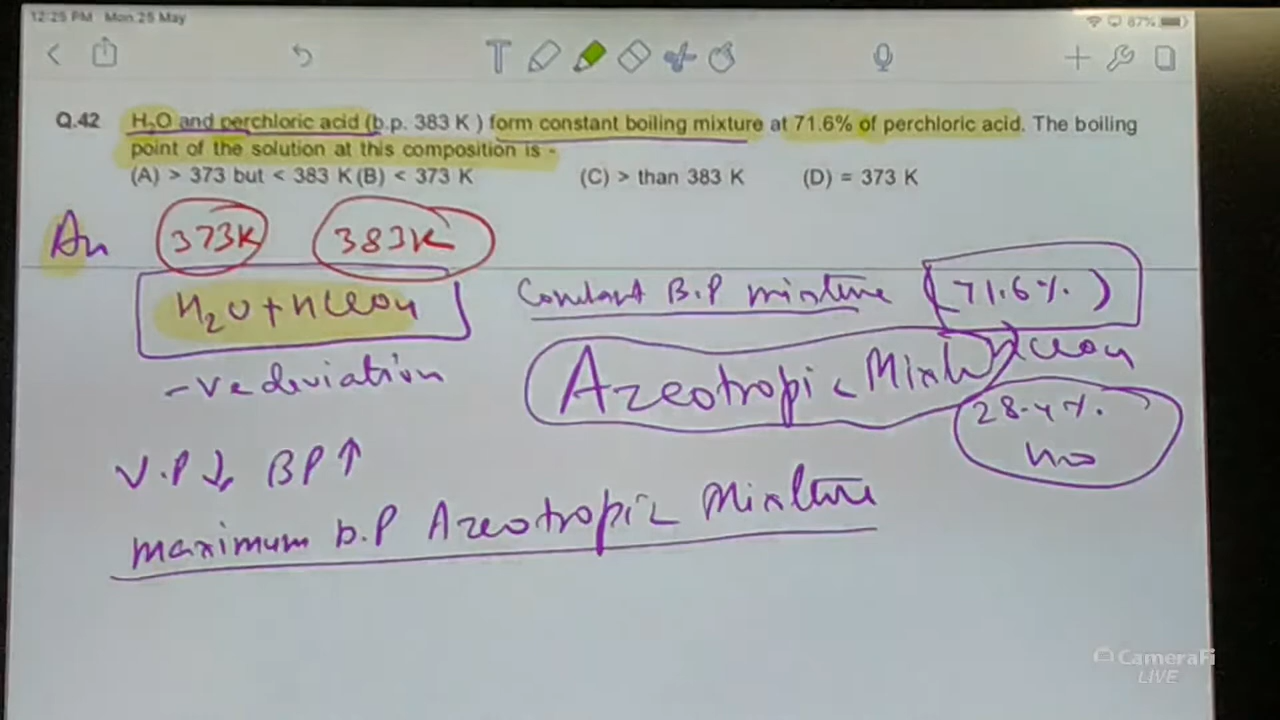 12:25 PM Mon 25 May
87%
Q.42 H₂O and perchloric acid (b.p. 383 K ) form constant boiling mixture at 71.6% of perchloric acid. The boiling
point of the solution at this composition is -
(A) > 373 but < 383 K (B) < 373 K (C) > than 383 K (D) = 373 K
An 373K 383K
H₂O + HClO₄ Constant B.P mixture (71.6%)
HClO₄
-ve deviation Azeotropic Mixture
28.4%
H₂O
V.P↓ BP↑
maximum b.p Azeotropic Mixture
CameraFi
LIVE